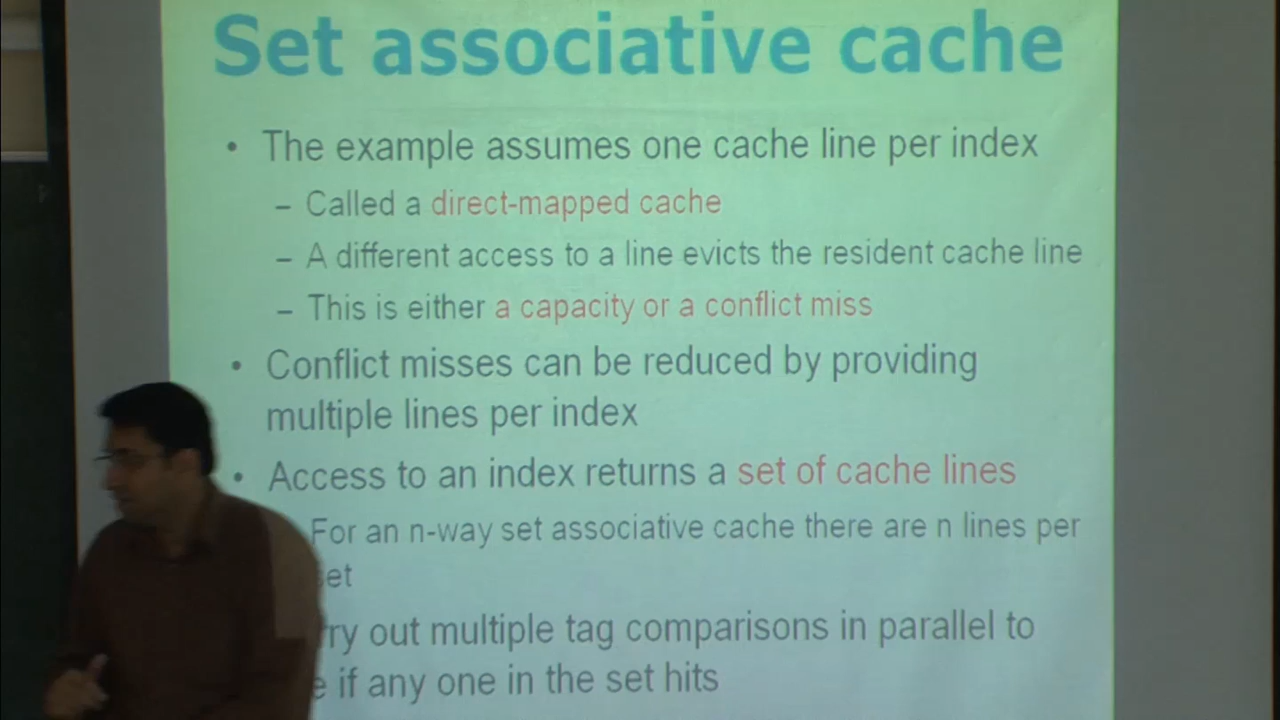 Set associative cache
• The example assumes one cache line per index
– Called a direct-mapped cache
– A different access to a line evicts the resident cache line
– This is either a capacity or a conflict miss
• Conflict misses can be reduced by providing
multiple lines per index
• Access to an index returns a set of cache lines
For an n-way set associative cache there are n lines per
et
ry out multiple tag comparisons in parallel to
e if any one in the set hits